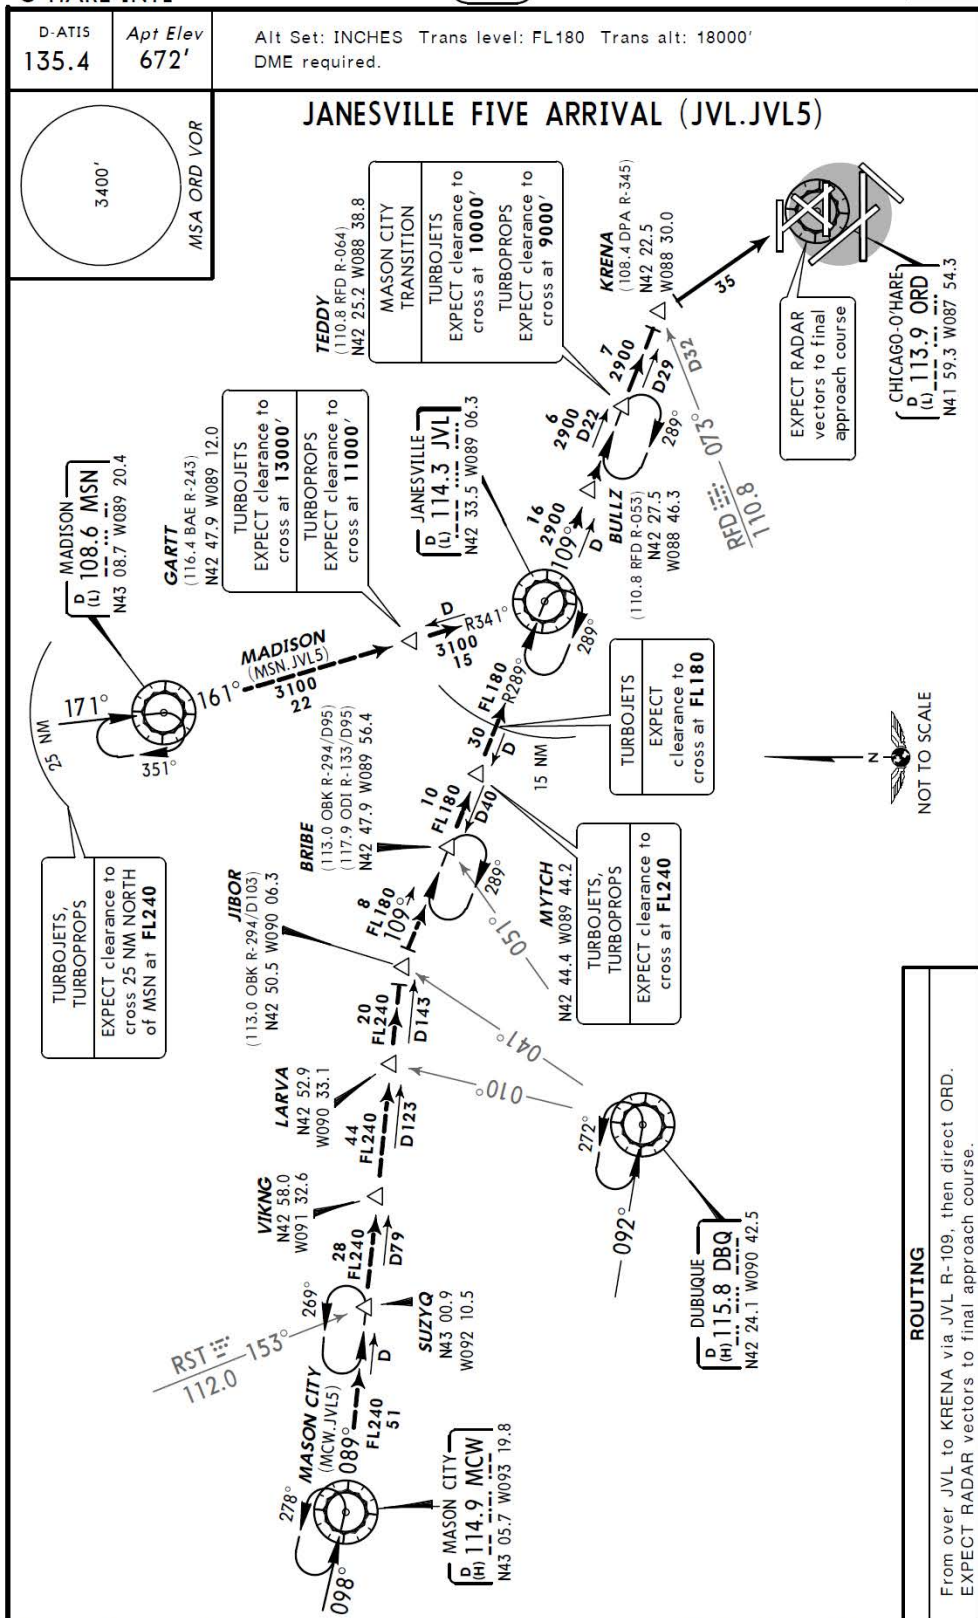 D-ATIS
135.4
Apt Elev
672'
Alt Set: INCHES Trans level: FL180 Trans alt: 18000'
DME required.
3400'
MSA ORD VOR
JANESVILLE FIVE ARRIVAL (JVL.JVL5)
TEDDY
(110.8 RFD R-064)
N42 25.2 W088 38.8
MASON CITY
TRANSITION
TURBOJETS
EXPECT clearance to
cross at 10000'
TURBOPROPS
EXPECT clearance to
cross at 9000'
KRENA
(108.4 DPA R-345)
N42 22.5
W088 30.0
35
EXPECT RADAR
vectors to final
approach course
CHICAGO-O'HARE
D
(L) 113.9 ORD
N41 59.3 W087 54.3
MADISON
D
(L) 108.6 MSN
N43 08.7 W089 20.4
GARTT
(116.4 BAE R-243)
N42 47.9 W089 12.0
TURBOJETS
EXPECT clearance to
cross at 13000'
TURBOPROPS
EXPECT clearance to
cross at 11000'
JANESVILLE
D
(L) 114.3 JVL
N42 33.5 W089 06.3
7
2900
D29
6
2900
D22
289°
D32
073°
RFD
110.8
16
2900
109°
D
BULLZ
(110.8 RFD R-053)
N42 27.5
W088 46.3
25 NM
171°
351°
161°
MADISON
(MSN.JVL5)
3100
22
D
R341°
3100
15
289°
TURBOJETS,
TURBOPROPS
EXPECT clearance to
cross 25 NM NORTH
of MSN at FL240
BRIBE
(113.0 OBK R-294/D95)
(117.9 ODI R-133/D95)
N42 47.9 W089 56.4
30
FL180
R289°
D
15 NM
TURBOJETS
EXPECT
clearance to
cross at FL180
N
NOT TO SCALE
10
FL180
D40
289°
MYTCH
N42 44.4 W089 44.2
TURBOJETS,
TURBOPROPS
EXPECT clearance to
cross at FL240
JIBOR
(113.0 OBK R-294/D103)
N42 50.5 W090 06.3
8
FL180
109°
051°
20
FL240
D143
041°
010°
LARVA
N42 52.9
W090 33.1
44
FL240
D123
VIKNG
N42 58.0
W091 32.6
28
FL240
D79
272°
092°
DUBUQUE
D
(H) 115.8 DBQ
N42 24.1 W090 42.5
269°
RST
112.0
153°
D
SUZYQ
N43 00.9
W092 10.5
MASON CITY
(MCW.JVL5)
089°
FL240
51
278°
098°
MASON CITY
D
(H) 114.9 MCW
N43 05.7 W093 19.8
ROUTING
From over JVL to KRENA via JVL R-109, then direct ORD.
EXPECT RADAR vectors to final approach course.